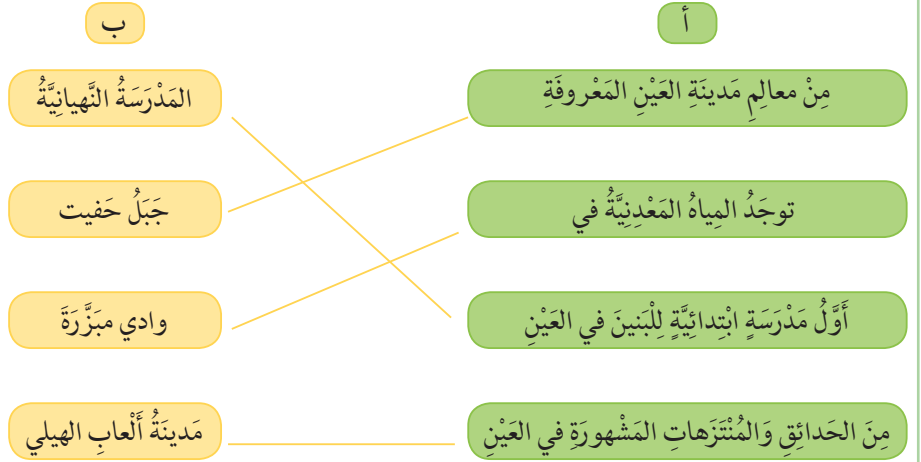 أ
ب
مِنْ معالِمِ مَدينَةِ العَيْنِ المَعْروفَةِ
المَدْرَسَةُ النَّهيانِيَّةُ
توجَدُ المِياهُ المَعْدِنِيَّةُ في
جَبَلُ حَفيت
أَوَّلُ مَدْرَسَةٍ ابْتِدائِيَّةٍ لِلْبَنينَ في العَيْنِ
وادي مبَزَّرَةَ
مِنَ الحَدائِقِ وَالمُنْتَزَهاتِ المَشْهورَةِ في العَيْنِ
مَدينَةُ أَلْعابِ الهيلي